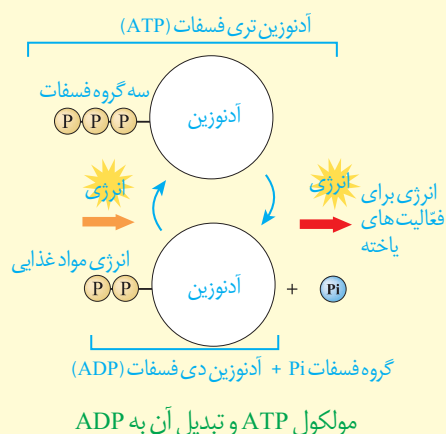 آدنوزین تری فسفات (ATP)
سه گروه فسفات
P P P
آدنوزین
انرژی
انرژی
انرژی برای
فعّالیت‌های
یاخته
انرژی مواد غذایی
P P
آدنوزین
+ Pi
گروه فسفات Pi + آدنوزین دی فسفات (ADP)
مولکول ATP و تبدیل آن به ADP